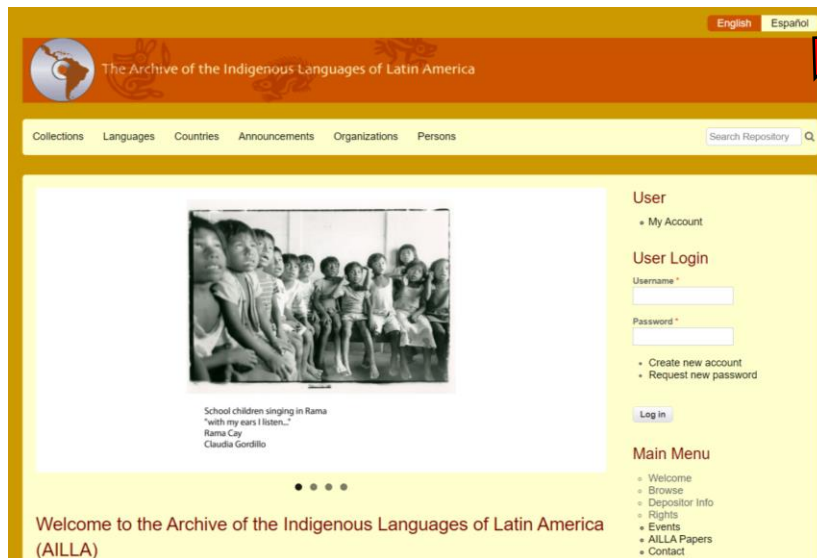 English Español
The Archive of the Indigenous Languages of Latin America
Collections Languages Countries Announcements Organizations Persons Search Repository
User
My Account
User Login
Username *
Password *
Create new account
Request new password
Log in
School children singing in Rama
"with my ears I listen..."
Rama Cay
Claudia Gordillo
Main Menu
Welcome
Browse
Depositor Info
Rights
Events
AILLA Papers
Contact
Welcome to the Archive of the Indigenous Languages of Latin America
(AILLA)